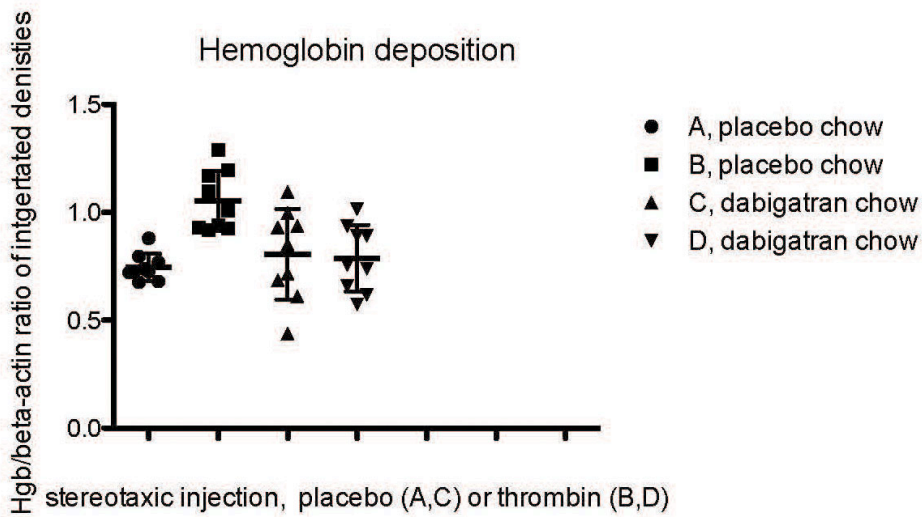 Hemoglobin deposition
Hgb/beta-actin ratio of intgertated denisties
1.5
1.0
0.5
0.0
A, placebo chow
B, placebo chow
C, dabigatran chow
D, dabigatran chow
stereotaxic injection, placebo (A,C) or thrombin (B,D)